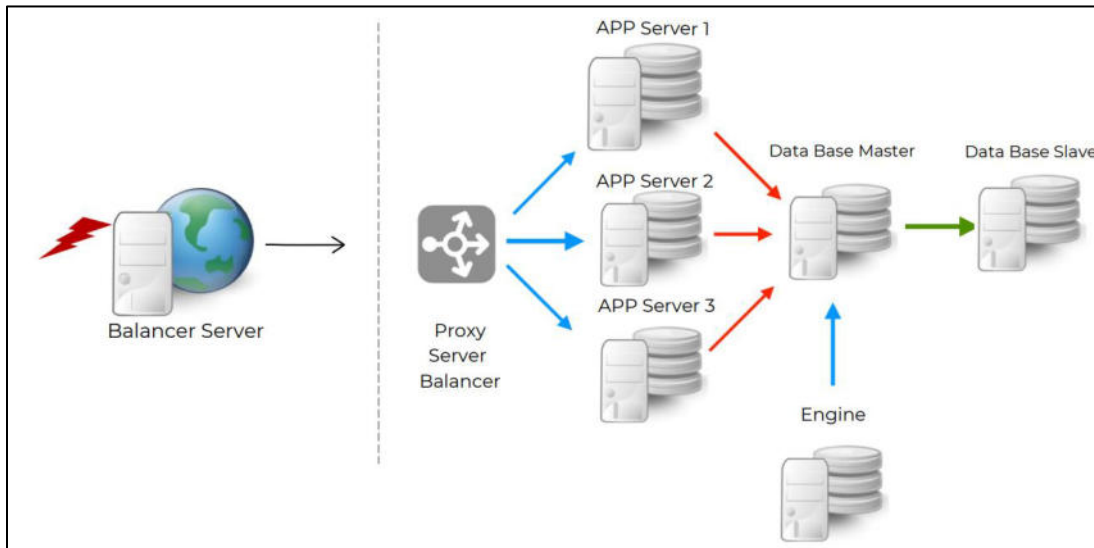 APP Server 1
Data Base Master
Data Base Slave
APP Server 2
Balancer Server
Proxy
Server
Balancer
APP Server 3
Engine